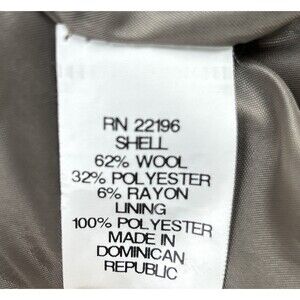 RN 22196
SHELL
62% WOOL
32% POLYESTER
6% RAYON
LINING
100% POLYESTER
MADE IN
DOMINICAN
REPUBLIC